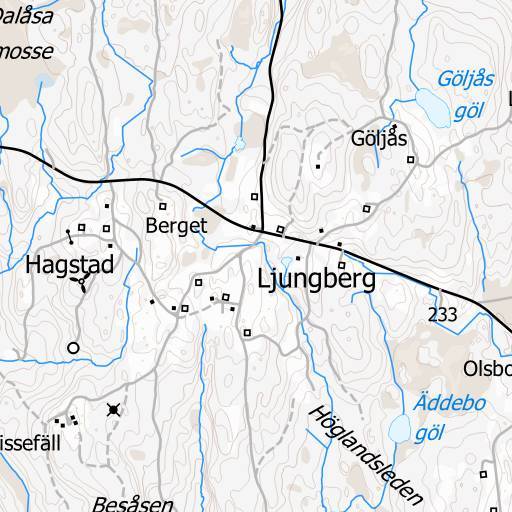 Dalåsa
mosse
Göljås
göl
Göljås
Berget
Hagstad
Ljungberg
233
Olsbo
Äddebo
göl
Höglandsleden
issefäll
Besåsen